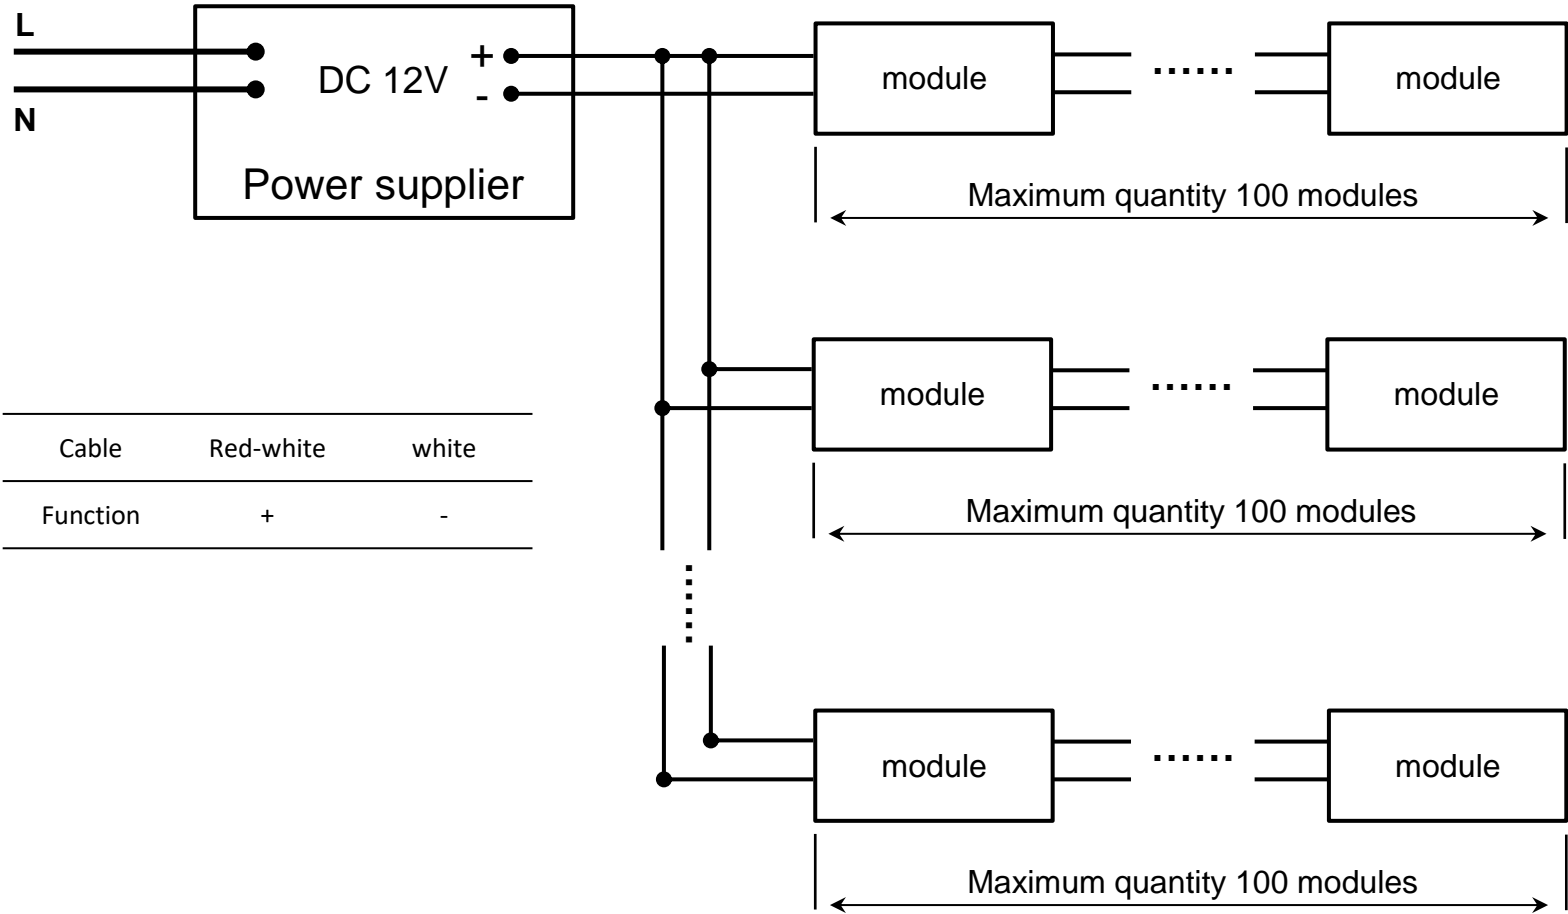 L
N
DC 12V
+
-
Power supplier
module ...... module
Maximum quantity 100 modules
module ...... module
Maximum quantity 100 modules
Cable Red-white white
Function + -
......
module ...... module
Maximum quantity 100 modules